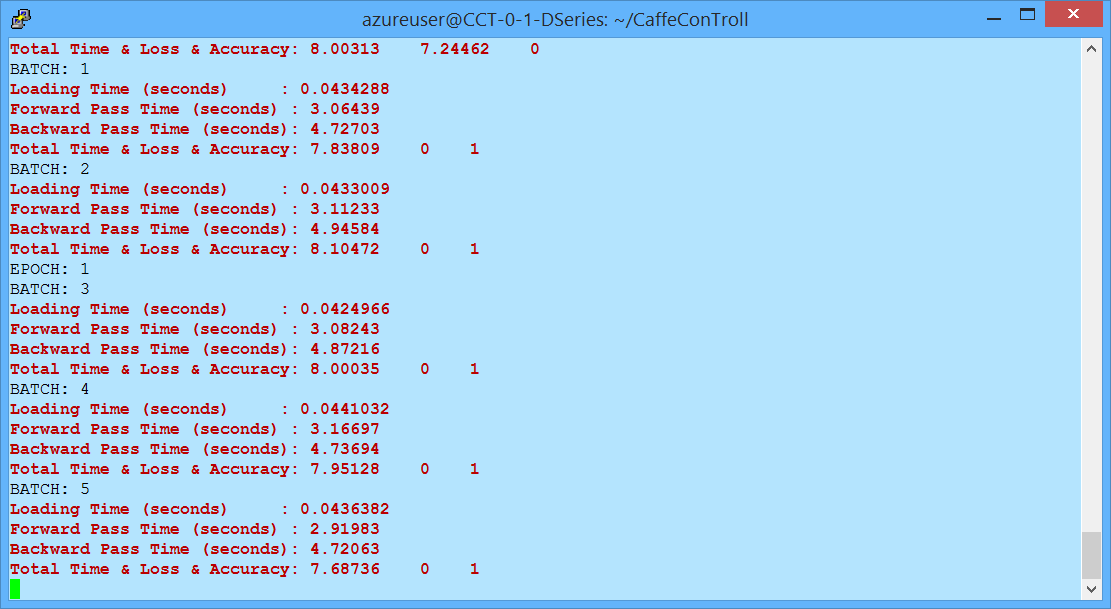 azureuser@CCT-0-1-DSeries: ~/CaffeConTroll
Total Time & Loss & Accuracy: 8.00313    7.24462    0
BATCH: 1
Loading Time (seconds)     : 0.0434288
Forward Pass Time (seconds) : 3.06439
Backward Pass Time (seconds): 4.72703
Total Time & Loss & Accuracy: 7.83809    0    1
BATCH: 2
Loading Time (seconds)     : 0.0433009
Forward Pass Time (seconds) : 3.11233
Backward Pass Time (seconds): 4.94584
Total Time & Loss & Accuracy: 8.10472    0    1
EPOCH: 1
BATCH: 3
Loading Time (seconds)     : 0.0424966
Forward Pass Time (seconds) : 3.08243
Backward Pass Time (seconds): 4.87216
Total Time & Loss & Accuracy: 8.00035    0    1
BATCH: 4
Loading Time (seconds)     : 0.0441032
Forward Pass Time (seconds) : 3.16697
Backward Pass Time (seconds): 4.73694
Total Time & Loss & Accuracy: 7.95128    0    1
BATCH: 5
Loading Time (seconds)     : 0.0436382
Forward Pass Time (seconds) : 2.91983
Backward Pass Time (seconds): 4.72063
Total Time & Loss & Accuracy: 7.68736    0    1